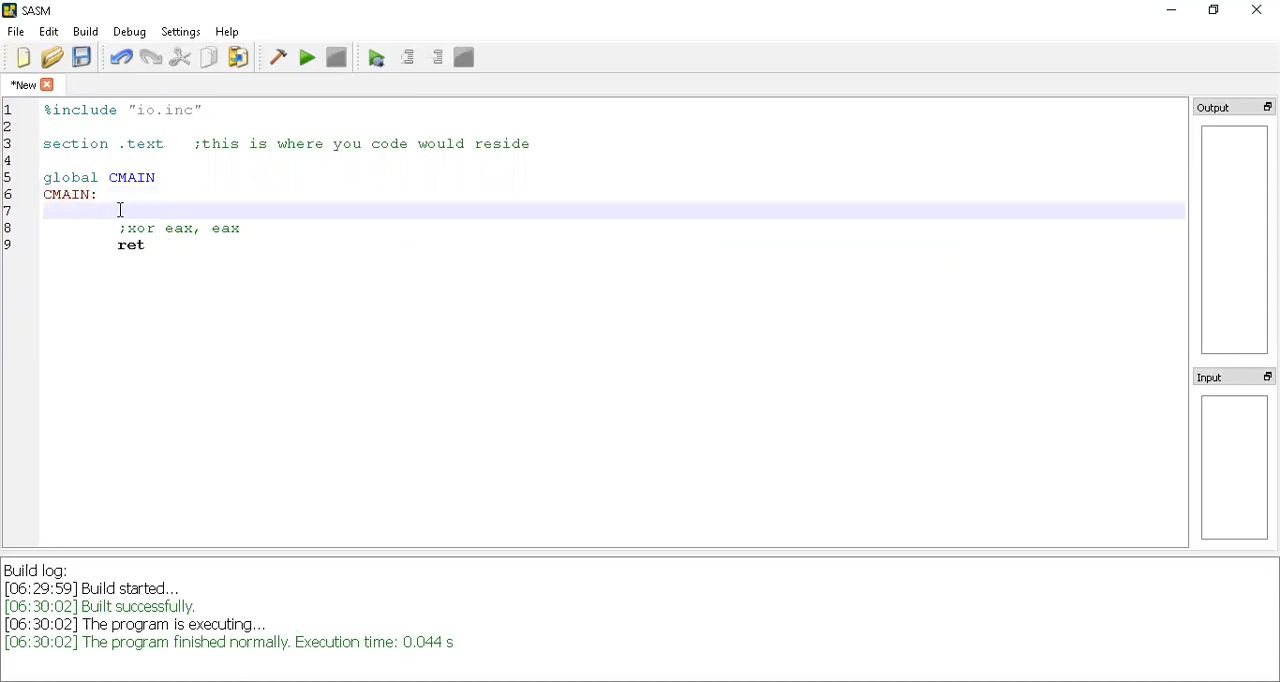 SASM
File Edit Build Debug Settings Help
*New
1 %include "io.inc"
2
3 section .text ;this is where you code would reside
4
5 global CMAIN
6 CMAIN:
7
8 ;xor eax, eax
9 ret
Output
Input
Build log:
[06:29:59] Build started...
[06:30:02] Built successfully.
[06:30:02] The program is executing...
[06:30:02] The program finished normally. Execution time: 0.044 s